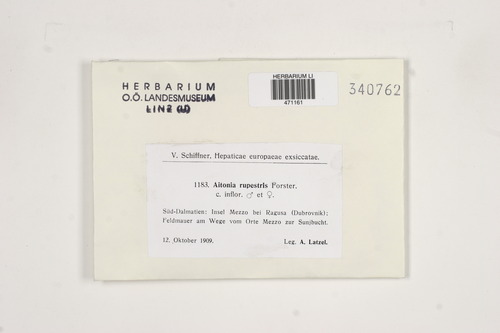 HERBARIUM
O.Ö. LANDESMUSEUM
LINZ (LI)
HERBARIUM LI
471161
340762
V. Schiffner, Hepaticae europaeae exsiccatae.
1183. Aitonia rupestris Forster,
c. inflor. ♂ et ♀.
Süd-Dalmatien: Insel Mezzo bei Ragusa (Dubrovnik);
Feldmauer am Wege vom Orte Mezzo zur Sunjbucht.
12. Oktober 1909.
Leg. A. Latzel.